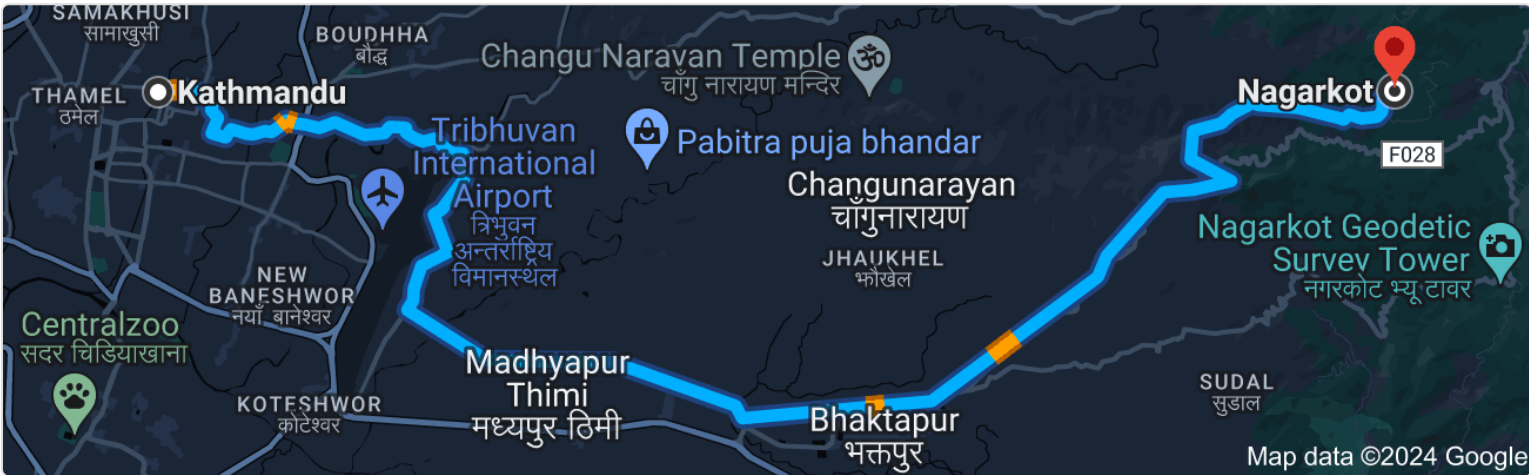 SAMAKHUSI
सामाखुसी
BOUDHHA
बौद्ध
Changu Narayan Temple
चाँगु नारायण मन्दिर
THAMEL
ठमेल
Kathmandu
Nagarkot
F028
Tribhuvan
International
Airport
त्रिभुवन
अन्तर्राष्ट्रिय
विमानस्थल
Pabitra puja bhandar
Changunarayan
चाँगुनारायण
JHAUKHEL
झौखेल
Nagarkot Geodetic
Survey Tower
नगरकोट भ्यू टावर
NEW
BANESHWOR
नयाँ बानेश्वर
Centralzoo
सदर चिडियाखाना
Madhyapur
Thimi
मध्यपुर ठिमी
KOTESHWOR
कोटेश्वर
Bhaktapur
भक्तपुर
SUDAL
सुडाल
Map data ©2024 Google